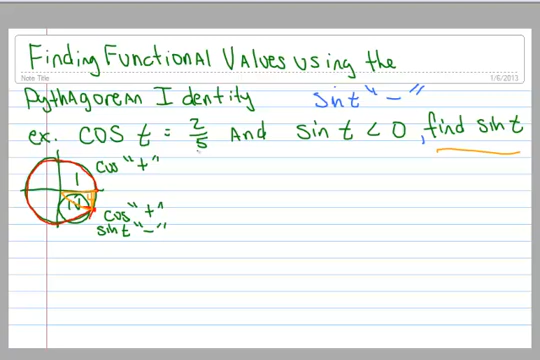 Finding Functional Values using the
Note Title
1/6/2013
Pythagorean Identity
sin t "-"
ex. cos t = 2/5 and sin t < 0, find sin t
1
cos "+"
IV
cos "+"
sin t "-"